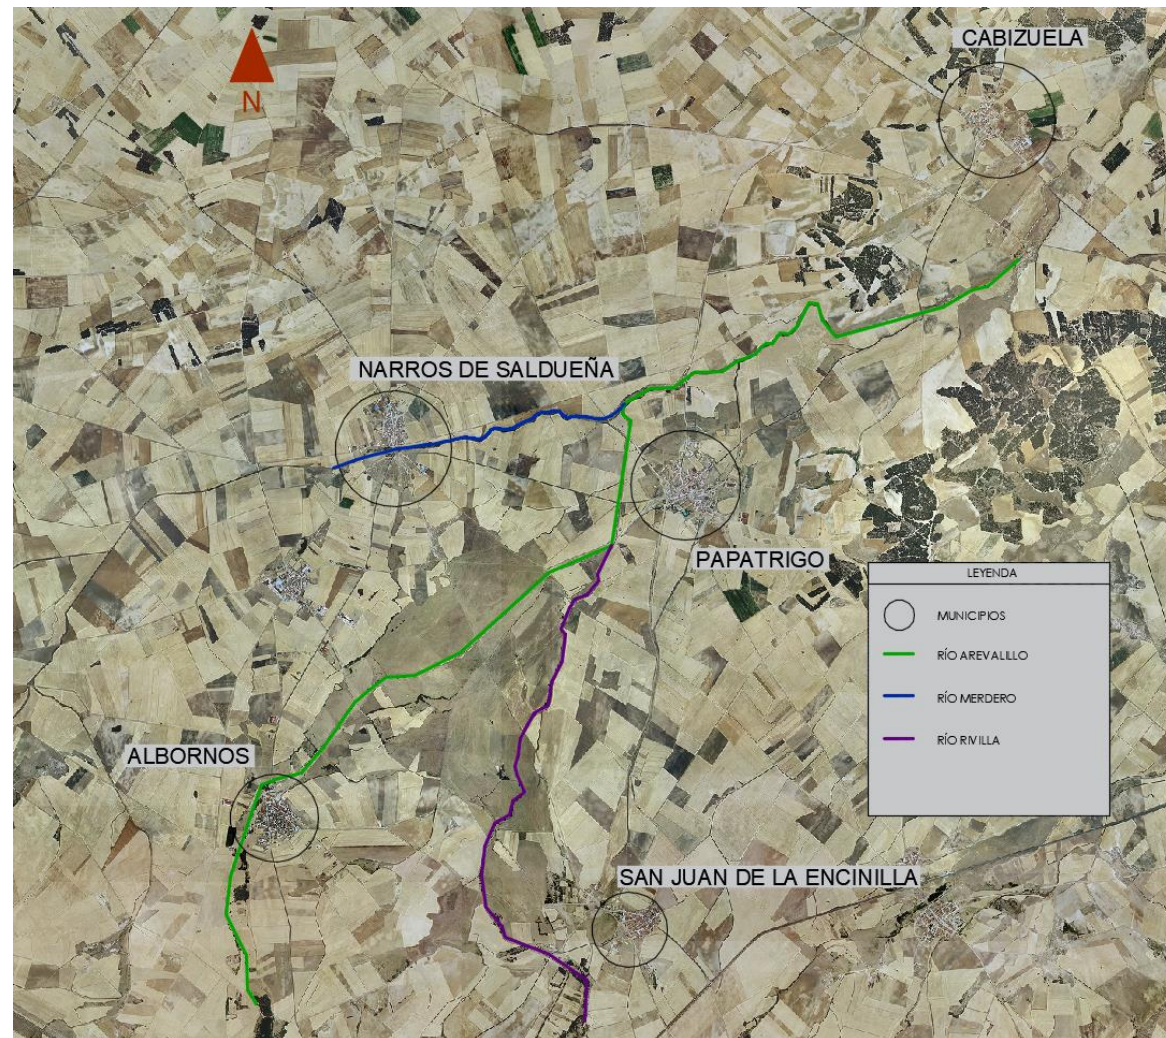 CABIZUELA
N
NARROS DE SALDUEÑA
PAPATRIGO
LEYENDA
MUNICIPIOS
RÍO AREVALILLO
RÍO MERDERO
RÍO RIVILLA
ALBORNOS
SAN JUAN DE LA ENCINILLA